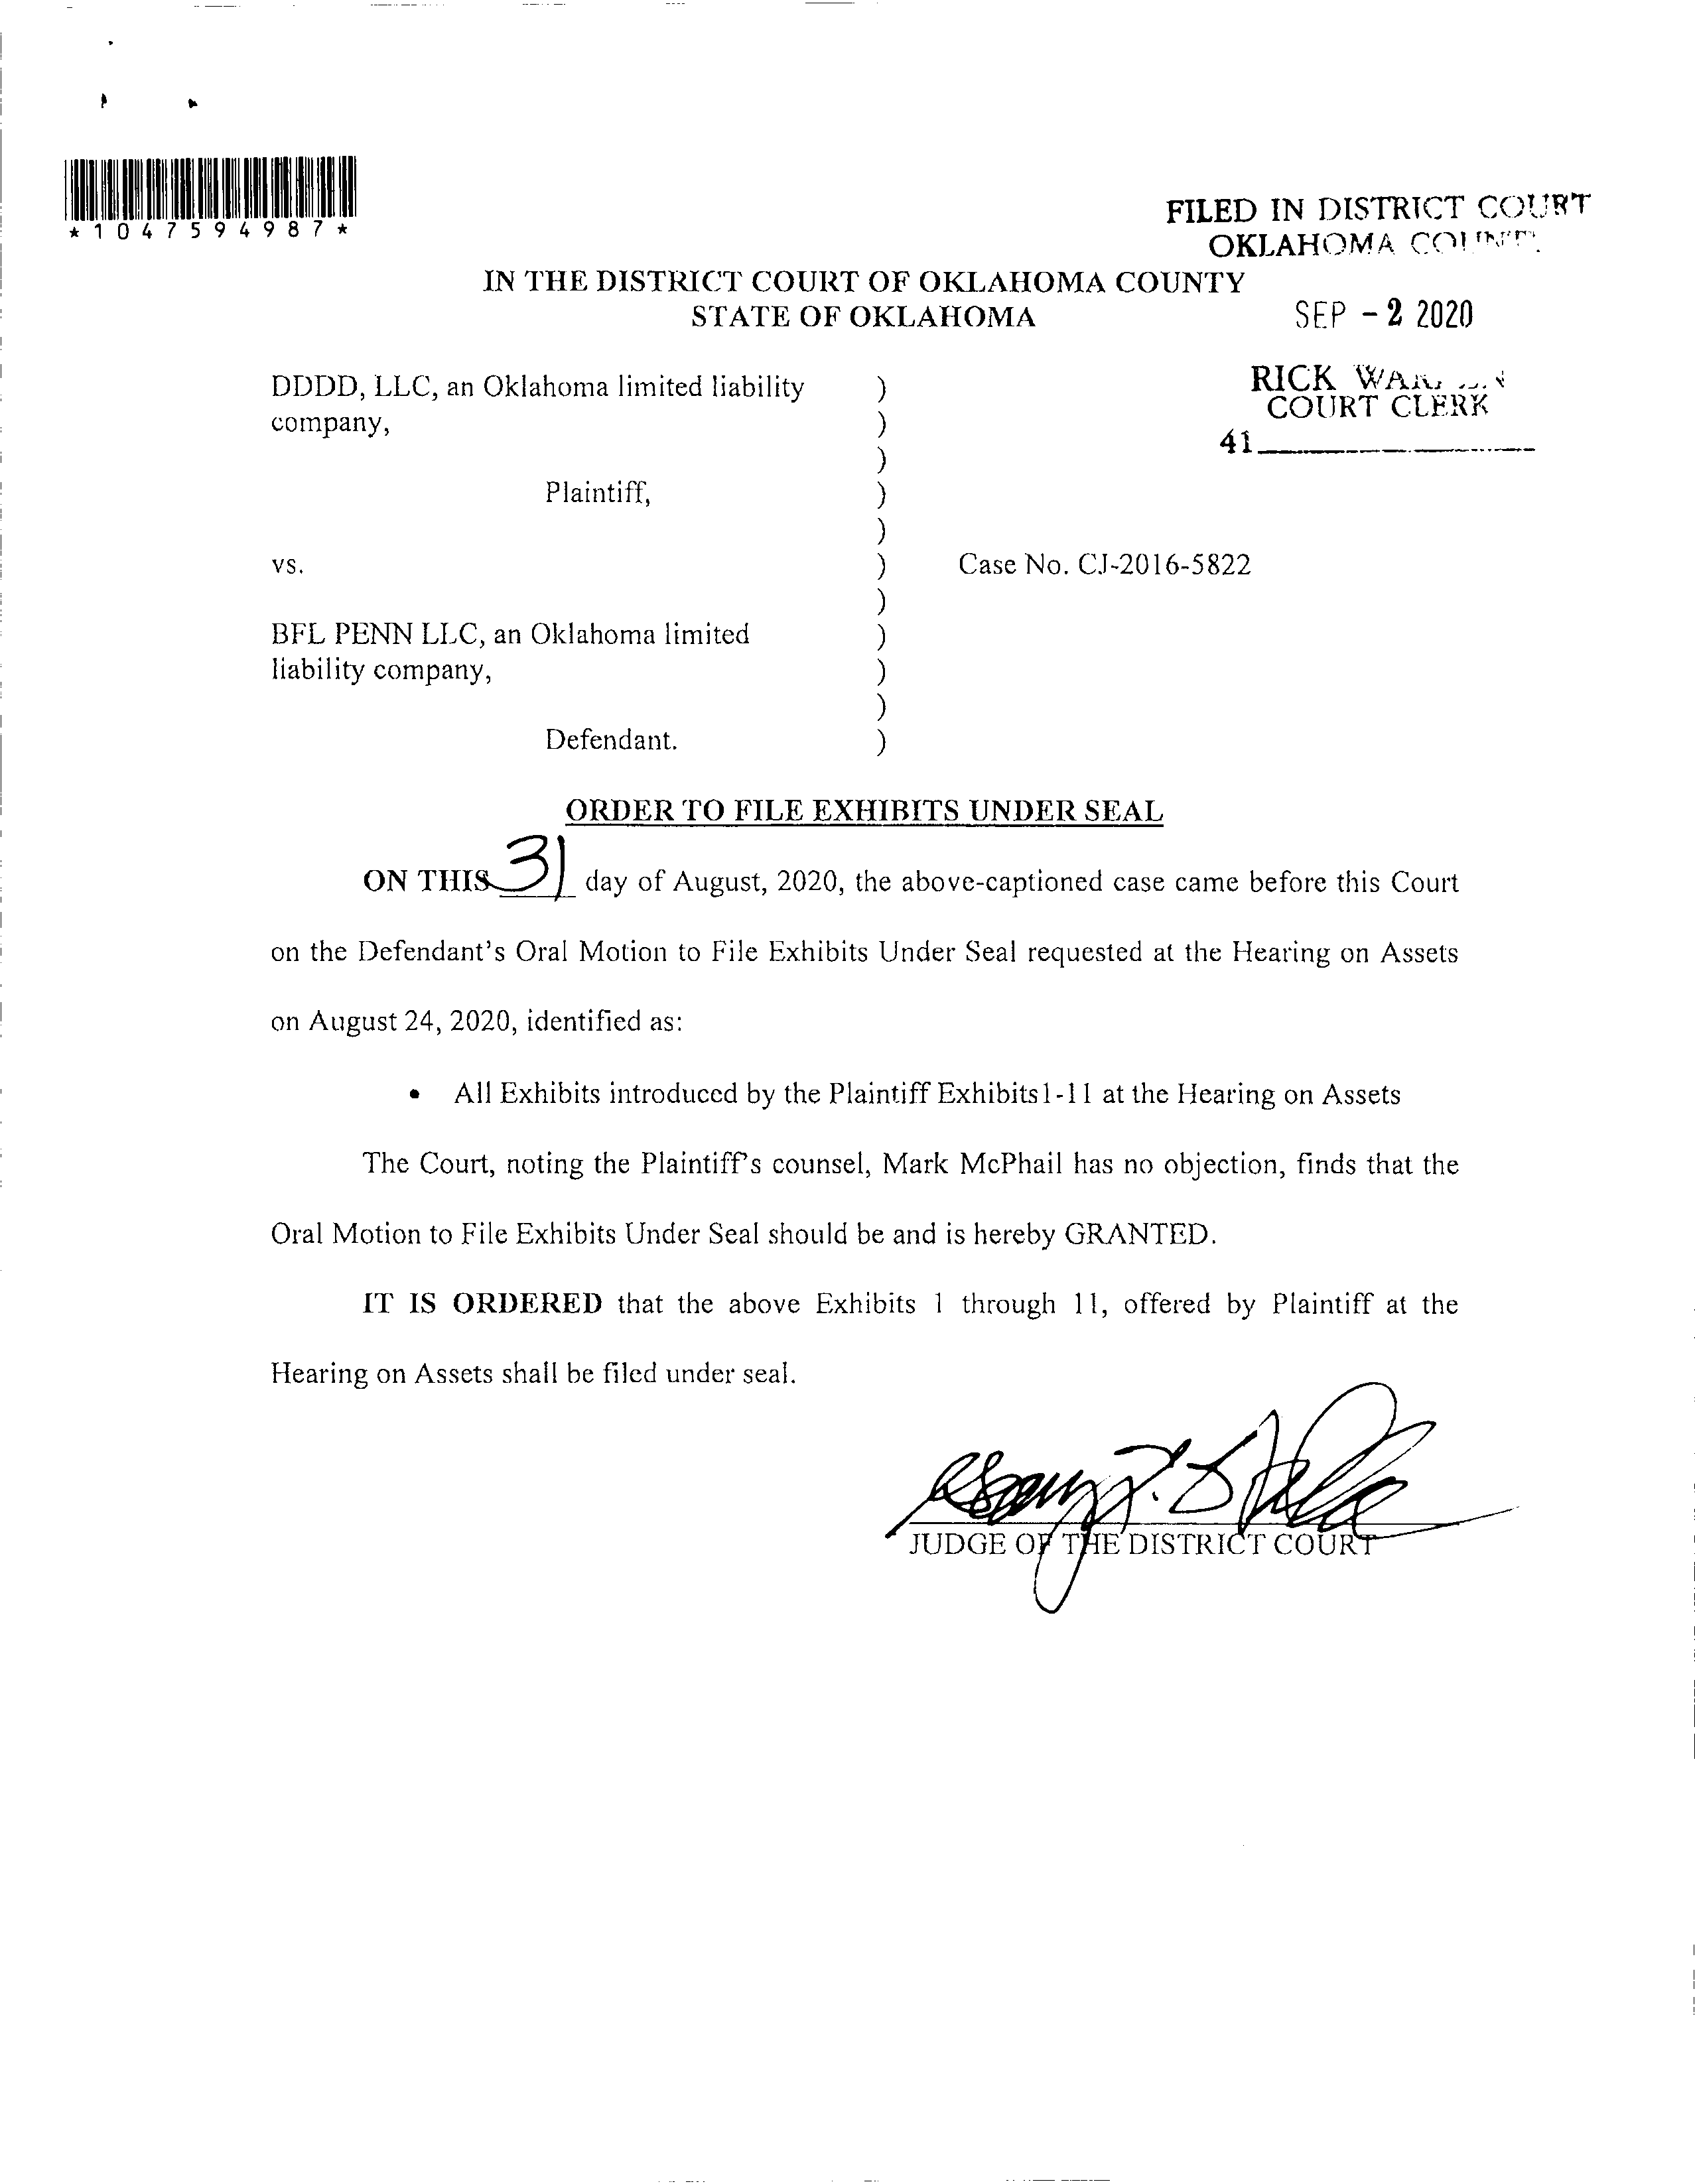 *1047594987*
FILED IN DISTRICT COURT
OKLAHOMA
IN THE DISTRICT COURT OF OKLAHOMA COUNTY
STATE OF OKLAHOMA
SEP - 2 2020
RICK
COURT CLERK
41
DDDD, LLC, an Oklahoma limited liability )
company, )
)
Plaintiff, )
)
vs. ) Case No. CJ-2016-5822
)
BFL PENN LLC, an Oklahoma limited )
liability company, )
)
Defendant. )
ORDER TO FILE EXHIBITS UNDER SEAL
ON THIS 31 day of August, 2020, the above-captioned case came before this Court
on the Defendant's Oral Motion to File Exhibits Under Seal requested at the Hearing on Assets
on August 24, 2020, identified as:
• All Exhibits introduced by the Plaintiff Exhibits1-11 at the Hearing on Assets
The Court, noting the Plaintiff's counsel, Mark McPhail has no objection, finds that the
Oral Motion to File Exhibits Under Seal should be and is hereby GRANTED.
IT IS ORDERED that the above Exhibits 1 through 11, offered by Plaintiff at the
Hearing on Assets shall be filed under seal.
JUDGE OF THE DISTRICT COURT